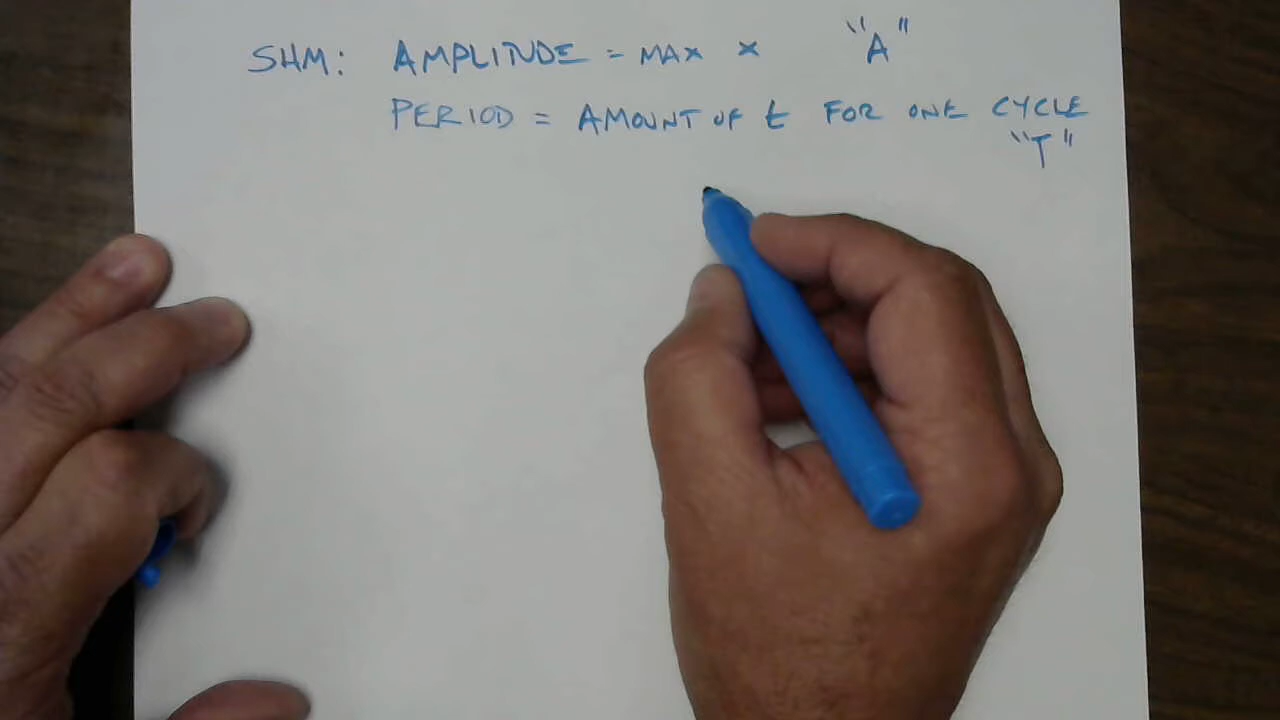 SHM: AMPLITUDE = MAX x "A"
PERIOD = AMOUNT OF t FOR ONE CYCLE
"T"